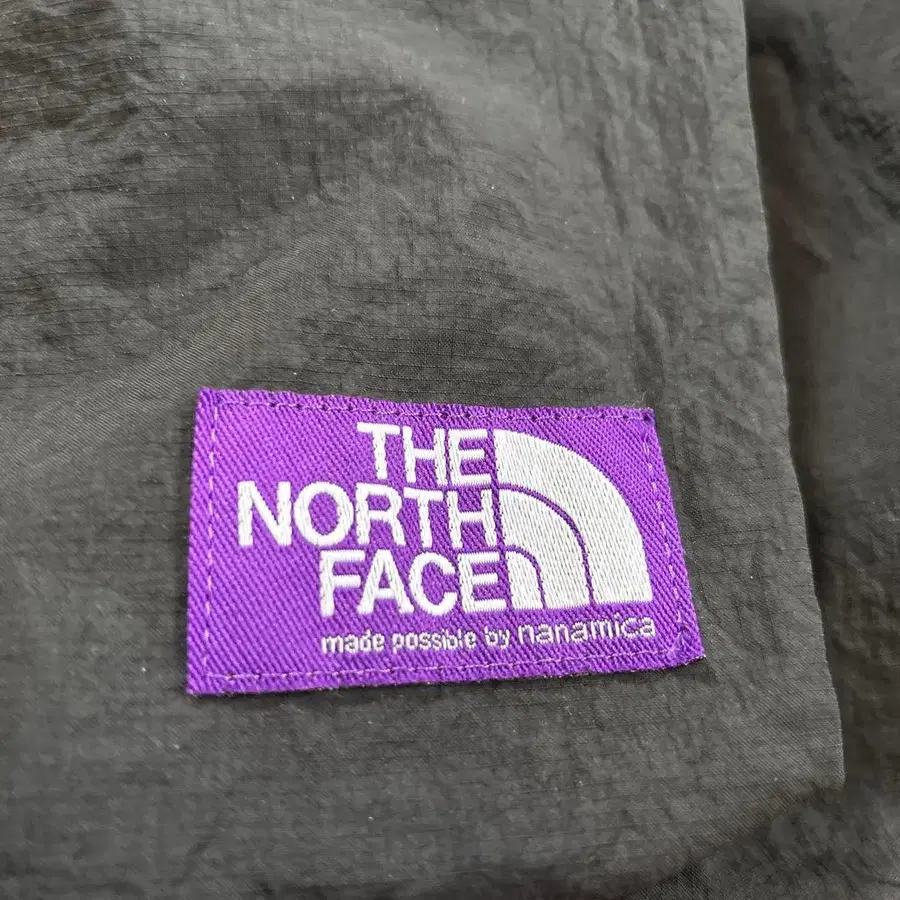 THE
NORTH
FACE
made possible by nanamica